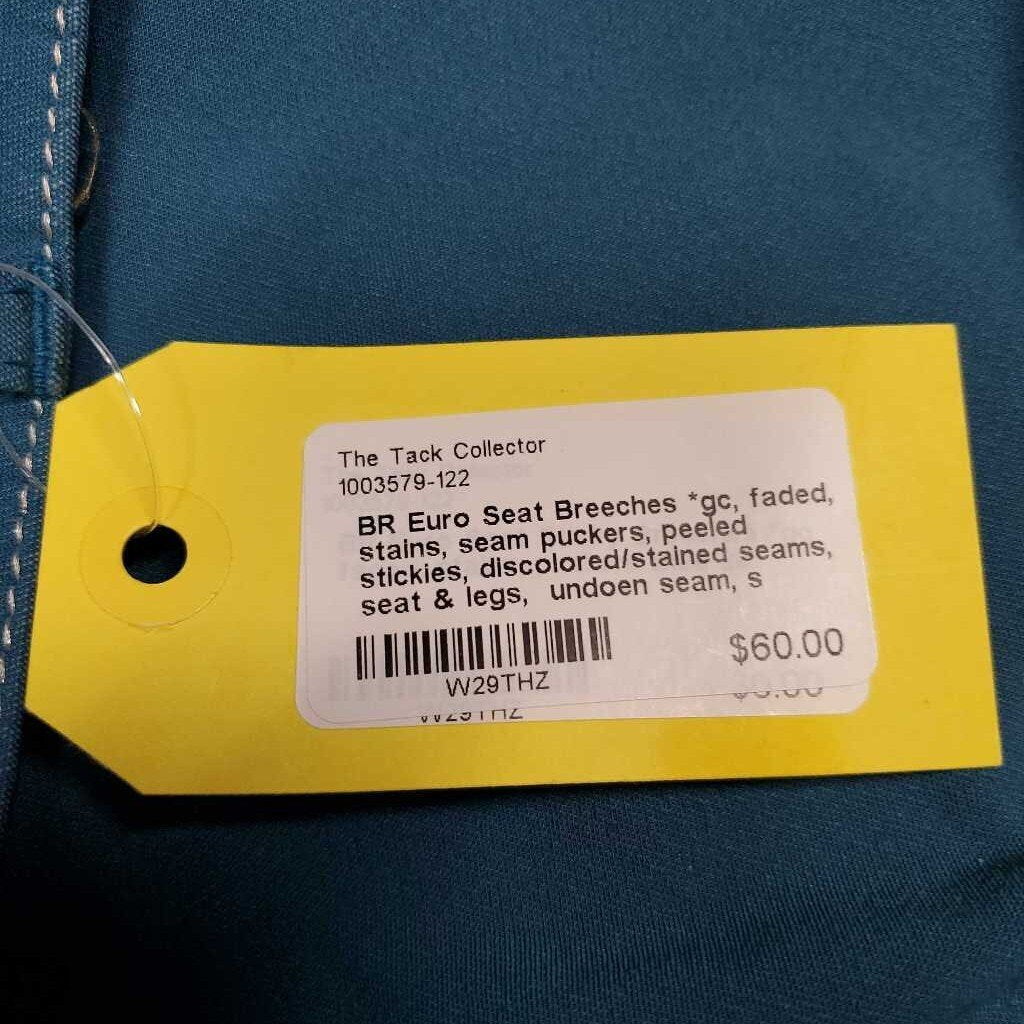 The Tack Collector
1003579-122
BR Euro Seat Breeches *gc, faded,
stains, seam puckers, peeled
stickies, discolored/stained seams,
seat & legs, undoen seam, s
$60.00
W29THZ